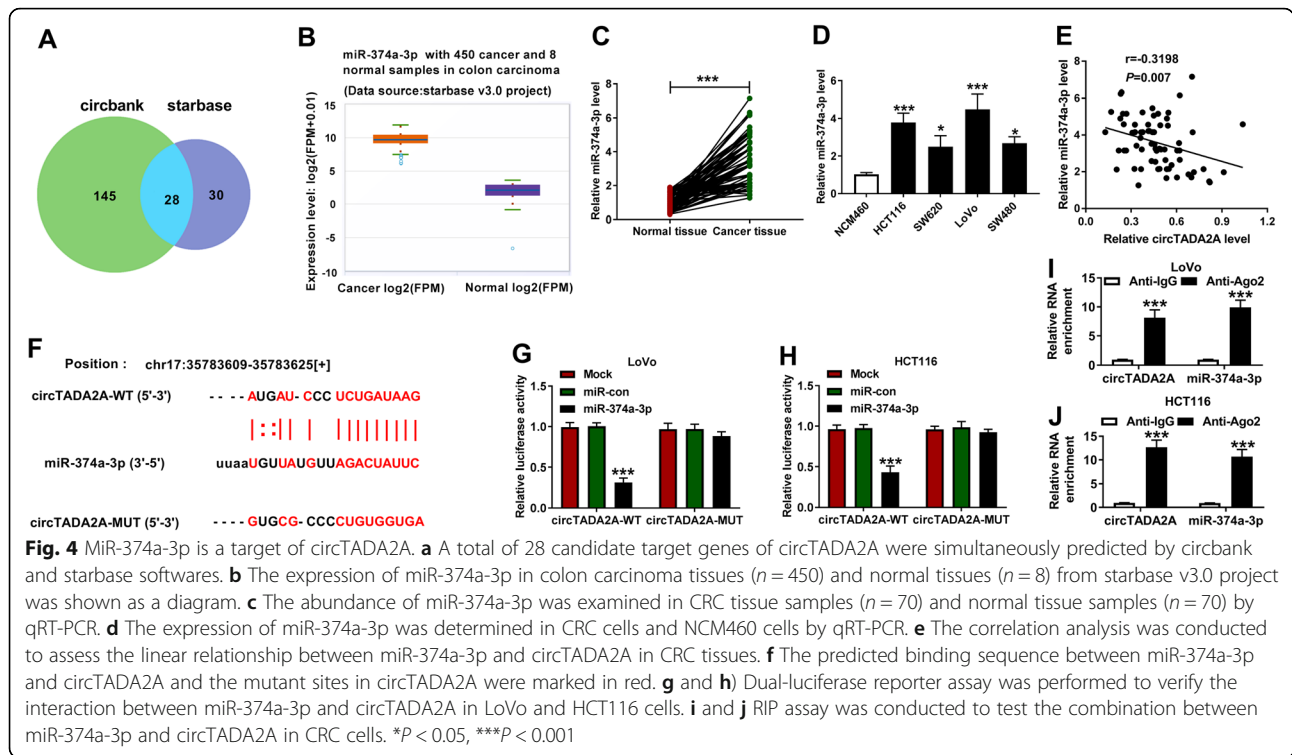 A
circbank
starbase
145
28
30
B
miR-374a-3p with 450 cancer and 8
normal samples in colon carcinoma
(Data source:starbase v3.0 project)
Expression level: log2(FPM+0.01)
15
10
5
0
-5
-10
Cancer log2(FPM)
Normal log2(FPM)
C
***
Relative miR-374a-3p level
8
6
4
2
0
Normal tissue
Cancer tissue
D
Relative miR-374a-3p level
6
4
2
0
***
*
***
*
NCM460
HCT116
SW620
LoVo
SW480
E
r=-0.3198
P=0.007
Relative miR-374a-3p level
8
6
4
2
0
0.0
0.3
0.6
0.9
1.2
Relative circTADA2A level
F
Position : chr17:35783609-35783625[+]
circTADA2A-WT (5'-3') - - - - AUGAU- CCC UCUGAUAAG
| : : | | | | | | | | | | | |
miR-374a-3p (3'-5') uuaaUGUUAUGUUAGACUAUUC
circTADA2A-MUT (5'-3') - - - - GUGCG- CCCCUGUGGUGA
G
LoVo
Mock
miR-con
miR-374a-3p
Relative luciferase activity
1.5
1.0
0.5
0.0
***
circTADA2A-WT
circTADA2A-MUT
H
HCT116
Mock
miR-con
miR-374a-3p
Relative luciferase activity
1.5
1.0
0.5
0.0
***
circTADA2A-WT
circTADA2A-MUT
I
LoVo
Anti-IgG
Anti-Ago2
Relative RNA
enrichment
15
10
5
0
***
***
circTADA2A
miR-374a-3p
J
HCT116
Anti-IgG
Anti-Ago2
Relative RNA
enrichment
15
10
5
0
***
***
circTADA2A
miR-374a-3p
Fig. 4 MiR-374a-3p is a target of circTADA2A. a A total of 28 candidate target genes of circTADA2A were simultaneously predicted by circbank
and starbase softwares. b The expression of miR-374a-3p in colon carcinoma tissues (n = 450) and normal tissues (n = 8) from starbase v3.0 project
was shown as a diagram. c The abundance of miR-374a-3p was examined in CRC tissue samples (n = 70) and normal tissue samples (n = 70) by
qRT-PCR. d The expression of miR-374a-3p was determined in CRC cells and NCM460 cells by qRT-PCR. e The correlation analysis was conducted
to assess the linear relationship between miR-374a-3p and circTADA2A in CRC tissues. f The predicted binding sequence between miR-374a-3p
and circTADA2A and the mutant sites in circTADA2A were marked in red. g and h) Dual-luciferase reporter assay was performed to verify the
interaction between miR-374a-3p and circTADA2A in LoVo and HCT116 cells. i and j RIP assay was conducted to test the combination between
miR-374a-3p and circTADA2A in CRC cells. *P < 0.05, ***P < 0.001